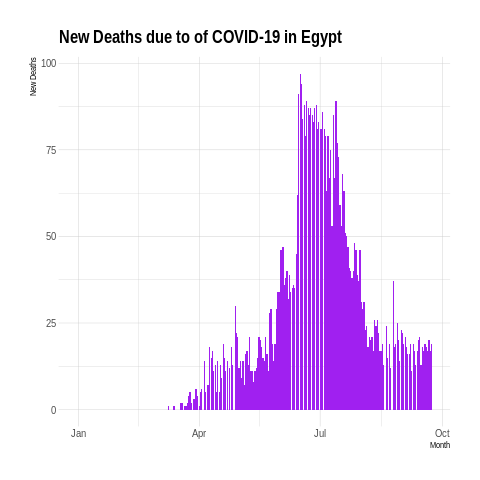 New Deaths due to of COVID-19 in Egypt
New Deaths
100
75
50
25
0
Jan
Apr
Jul
Oct
Month